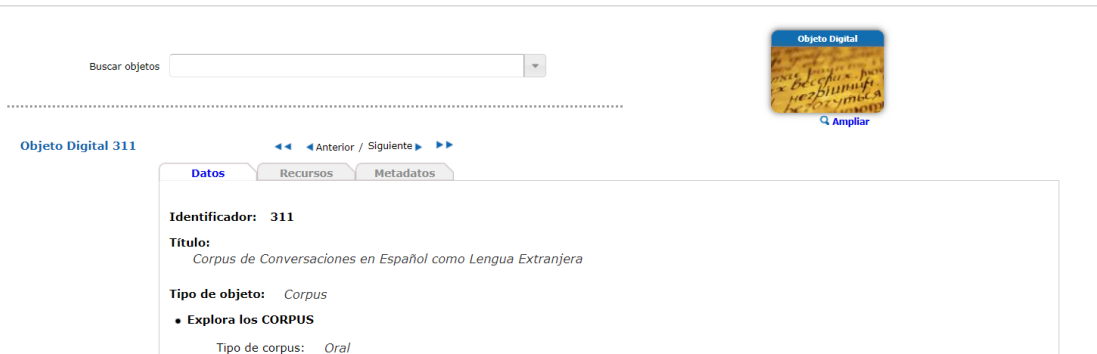 Objeto Digital
Buscar objetos
Ampliar
Objeto Digital 311
Anterior / Siguiente
Datos
Recursos
Metadatos
Identificador: 311
Título:
Corpus de Conversaciones en Español como Lengua Extranjera
Tipo de objeto: Corpus
• Explora los CORPUS
Tipo de corpus: Oral